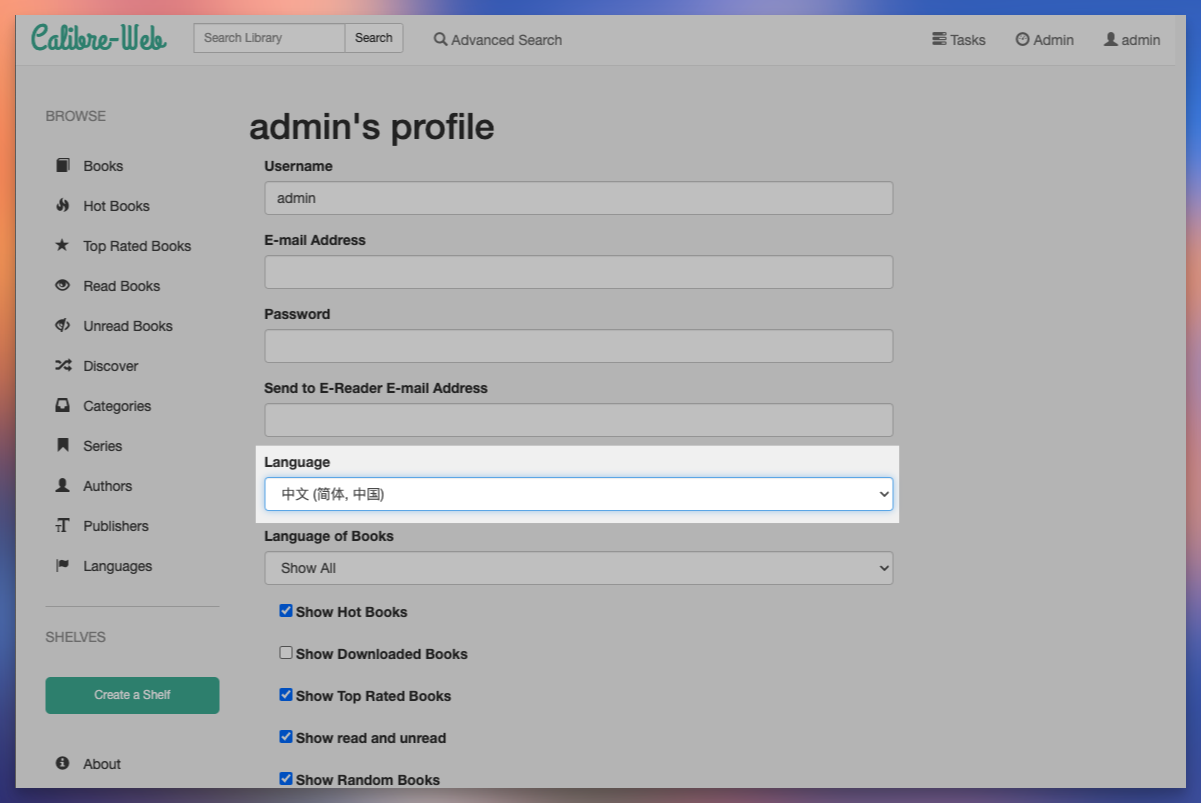 Calibre-Web
Search Library
Search
Advanced Search
Tasks
Admin
admin
BROWSE
Books
Hot Books
Top Rated Books
Read Books
Unread Books
Discover
Categories
Series
Authors
Publishers
Languages
SHELVES
Create a Shelf
About
admin's profile
Username
admin
E-mail Address
Password
Send to E-Reader E-mail Address
Language
中文 (简体, 中国)
Language of Books
Show All
Show Hot Books
Show Downloaded Books
Show Top Rated Books
Show read and unread
Show Random Books